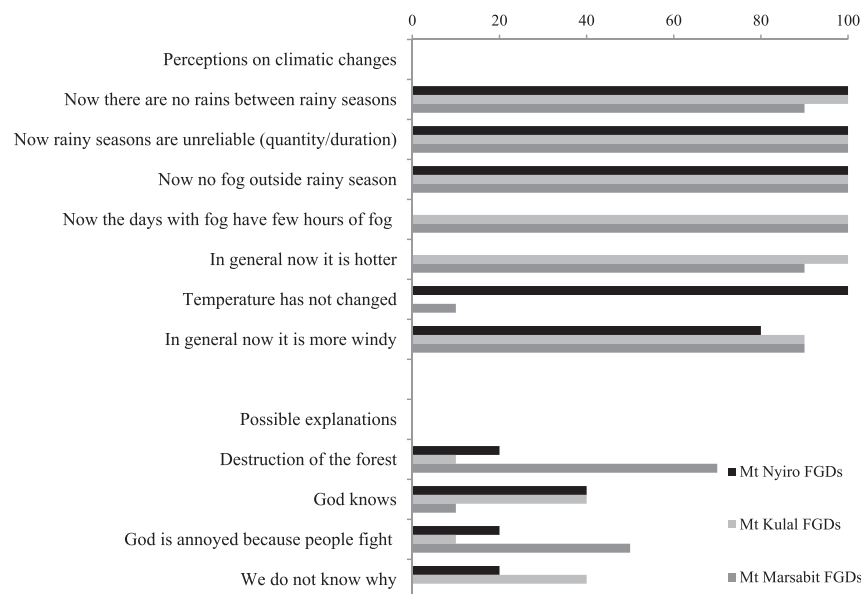 0 20 40 60 80 100
Perceptions on climatic changes
Now there are no rains between rainy seasons
Now rainy seasons are unreliable (quantity/duration)
Now no fog outside rainy season
Now the days with fog have few hours of fog
In general now it is hotter
Temperature has not changed
In general now it is more windy
Possible explanations
Destruction of the forest
God knows
God is annoyed because people fight
We do not know why
Mt Nyiro FGDs
Mt Kulal FGDs
Mt Marsabit FGDs